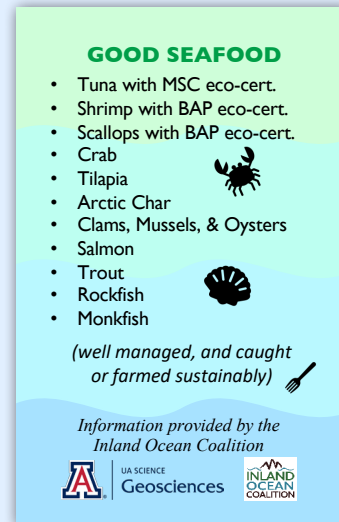 GOOD SEAFOOD
• Tuna with MSC eco-cert.
• Shrimp with BAP eco-cert.
• Scallops with BAP eco-cert.
• Crab
• Tilapia
• Arctic Char
• Clams, Mussels, & Oysters
• Salmon
• Trout
• Rockfish
• Monkfish
(well managed, and caught
or farmed sustainably)
Information provided by the
Inland Ocean Coalition
A
UA SCIENCE
Geosciences
INLAND
OCEAN
COALITION